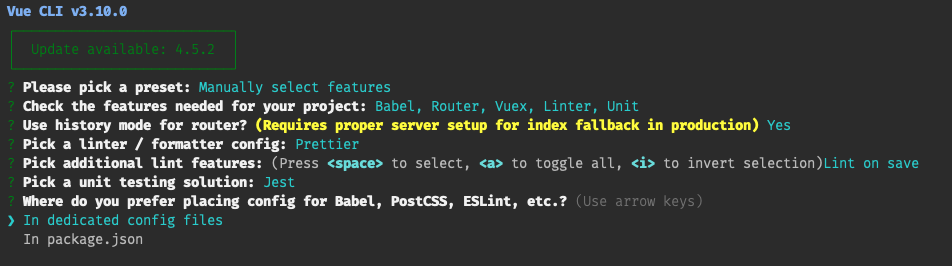 Vue CLI v3.10.0
Update available: 4.5.2
? Please pick a preset: Manually select features
? Check the features needed for your project: Babel, Router, Vuex, Linter, Unit
? Use history mode for router? (Requires proper server setup for index fallback in production) Yes
? Pick a linter / formatter config: Prettier
? Pick additional lint features: (Press <space> to select, <a> to toggle all, <i> to invert selection)Lint on save
? Pick a unit testing solution: Jest
? Where do you prefer placing config for Babel, PostCSS, ESLint, etc.? (Use arrow keys)
❯ In dedicated config files
In package.json